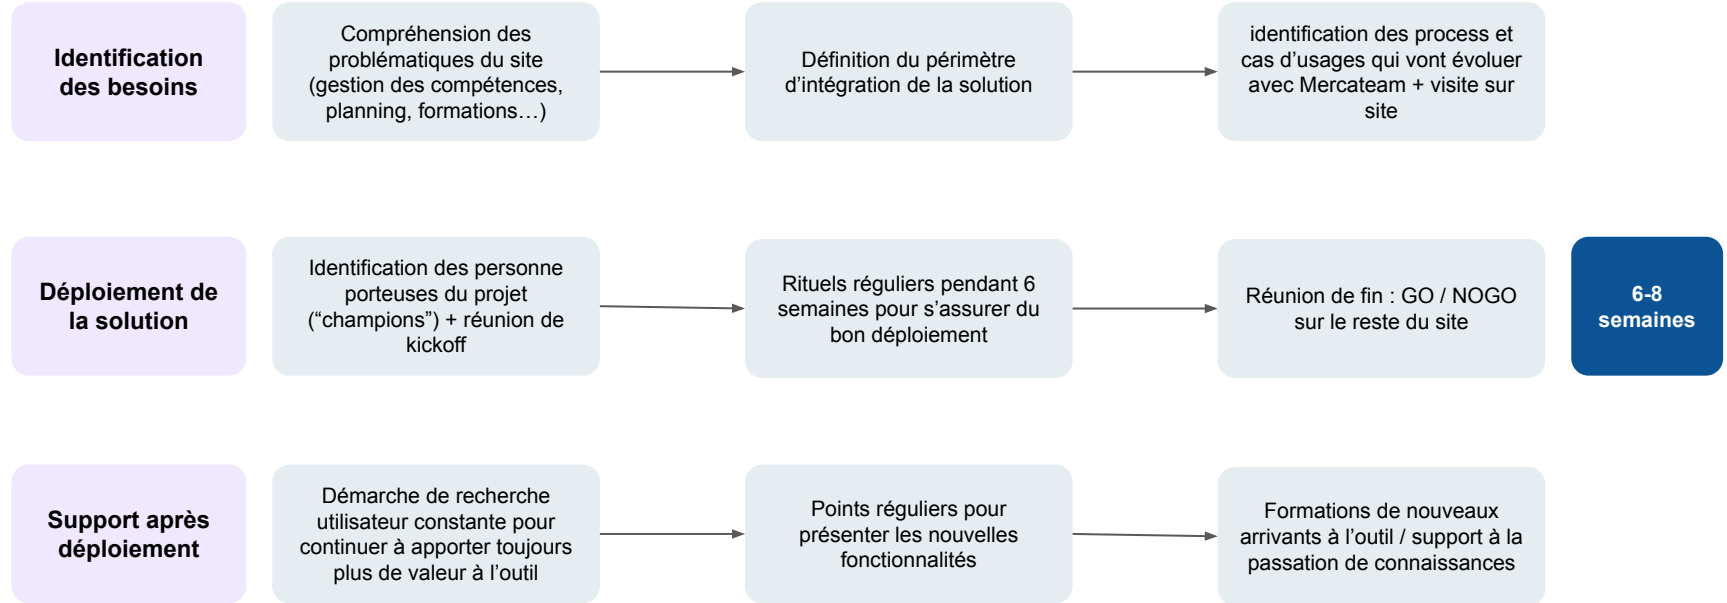 Identification
des besoins
Compréhension des
problématiques du site
(gestion des compétences,
planning, formations…)
Définition du périmètre
d’intégration de la solution
identification des process et
cas d’usages qui vont évoluer
avec Mercateam + visite sur
site
Déploiement de
la solution
Identification des personne
porteuses du projet
(“champions”) + réunion de
kickoff
Rituels réguliers pendant 6
semaines pour s’assurer du
bon déploiement
Réunion de fin : GO / NOGO
sur le reste du site
6-8
semaines
Support après
déploiement
Démarche de recherche
utilisateur constante pour
continuer à apporter toujours
plus de valeur à l’outil
Points réguliers pour
présenter les nouvelles
fonctionnalités
Formations de nouveaux
arrivants à l’outil / support à la
passation de connaissances